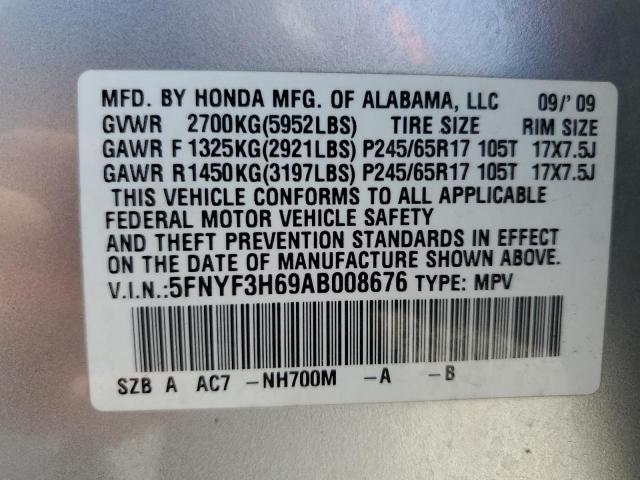 MFD. BY HONDA MFG. OF ALABAMA, LLC 09/'09
GVWR 2700KG(5952LBS) TIRE SIZE RIM SIZE
GAWR F 1325KG(2921LBS) P245/65R17 105T 17X7.5J
GAWR R1450KG(3197LBS) P245/65R17 105T 17X7.5J
THIS VEHICLE CONFORMS TO ALL APPLICABLE
FEDERAL MOTOR VEHICLE SAFETY
AND THEFT PREVENTION STANDARDS IN EFFECT
ON THE DATE OF MANUFACTURE SHOWN ABOVE.
V.I.N.:5FNYF3H69AB008676 TYPE: MPV
SZB A AC7 -NH700M -A -B